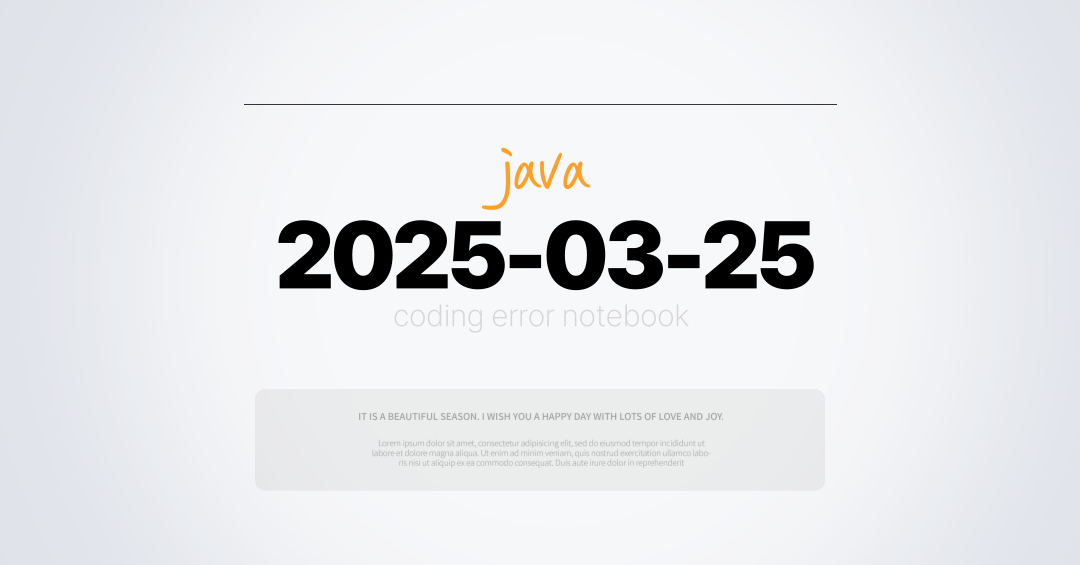 java
2025-03-25
coding error notebook
IT IS A BEAUTIFUL SEASON. I WISH YOU A HAPPY DAY WITH LOTS OF LOVE AND JOY.
Lorem ipsum dolor sit amet, consectetur adipisicing elit, sed do eiusmod tempor incididunt ut
labore et dolore magna aliqua. Ut enim ad minim veniam, quis nostrud exercitation ullamco labo-
ris nisi ut aliquip ex ea commodo consequat. Duis aute irure dolor in reprehenderit